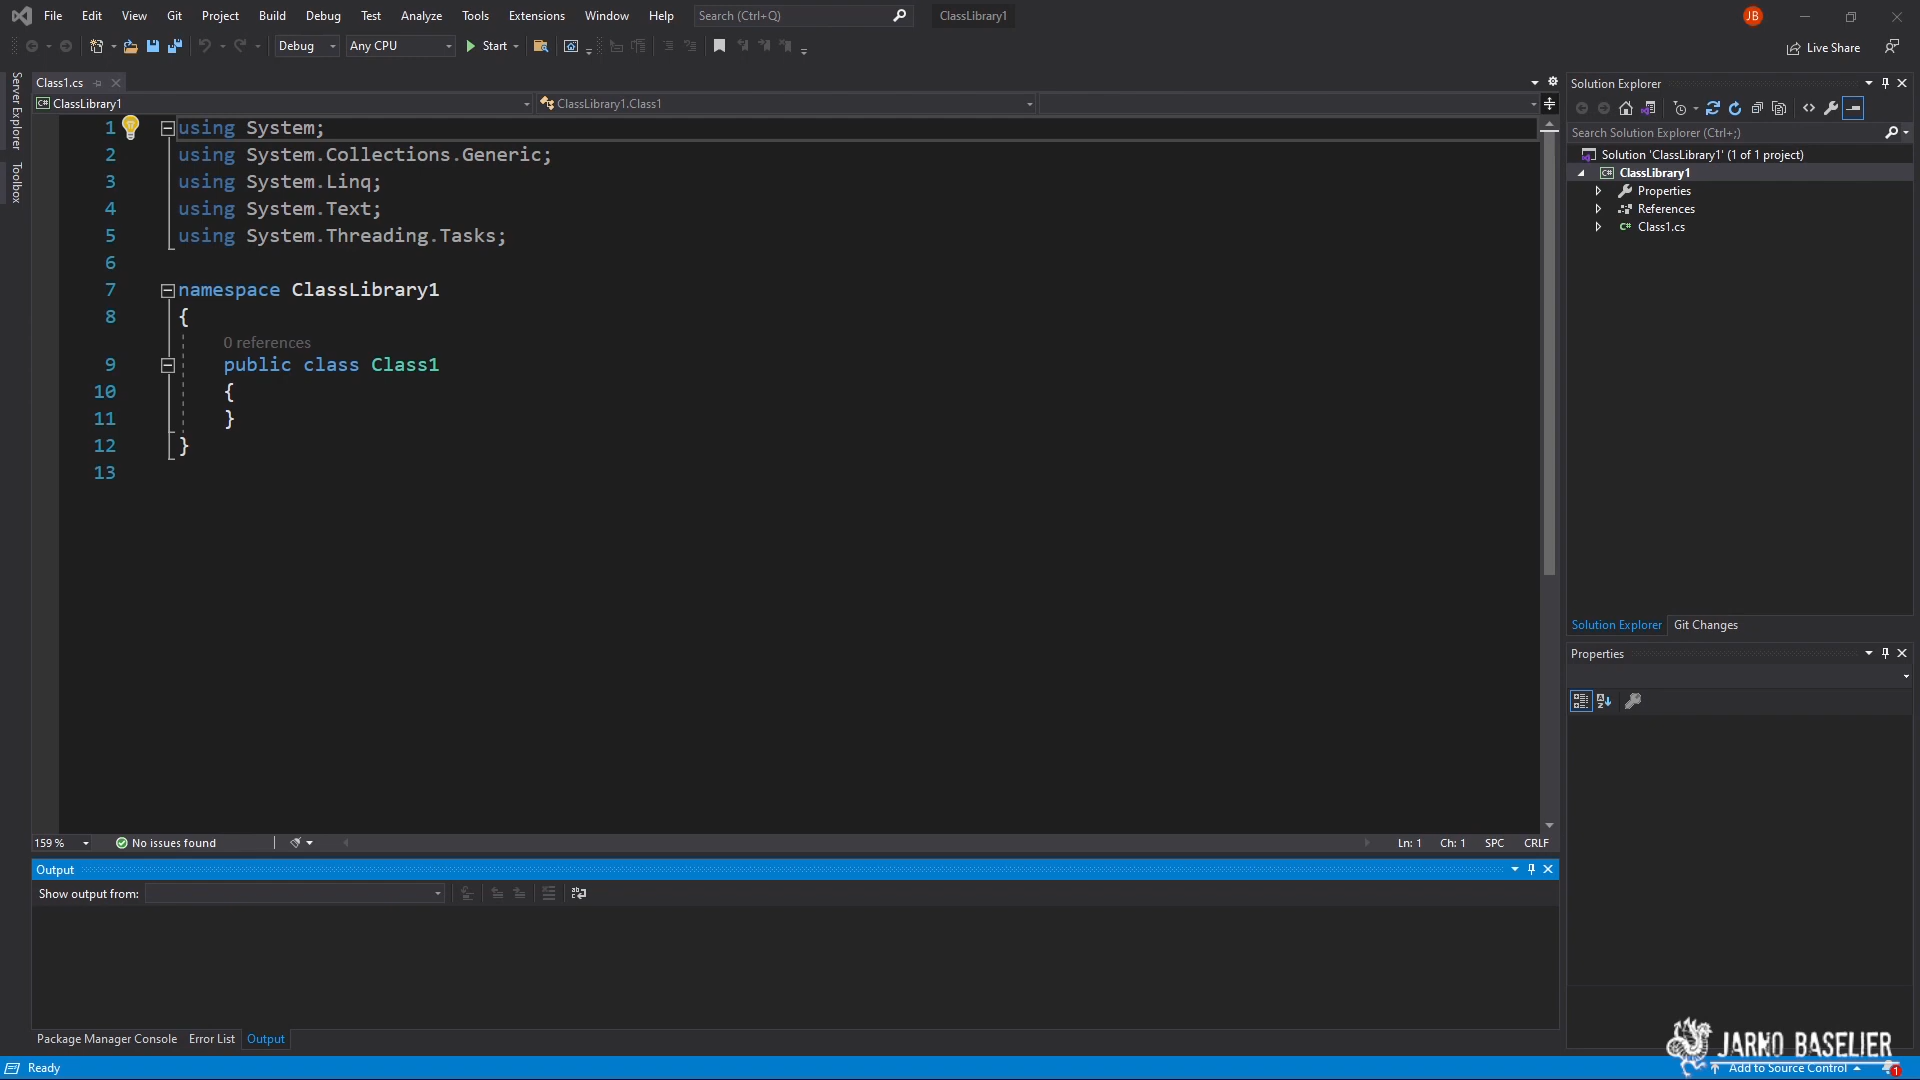 File Edit View Git Project Build Debug Test Analyze Tools Extensions Window Help Search (Ctrl+Q) ClassLibrary1 JB
Debug Any CPU Start Live Share
Server Explorer
Toolbox
Class1.cs
ClassLibrary1 ClassLibrary1.Class1
1 using System;
2 using System.Collections.Generic;
3 using System.Linq;
4 using System.Text;
5 using System.Threading.Tasks;
6
7 namespace ClassLibrary1
8 {
0 references
9 public class Class1
10 {
11 }
12 }
13
159 % No issues found Ln: 1 Ch: 1 SPC CRLF
Output
Show output from:
Package Manager Console Error List Output
Solution Explorer
Search Solution Explorer (Ctrl+;)
Solution 'ClassLibrary1' (1 of 1 project)
C# ClassLibrary1
Properties
References
C# Class1.cs
Solution Explorer Git Changes
Properties
JARNO BASELIER
Ready Add to Source Control 1